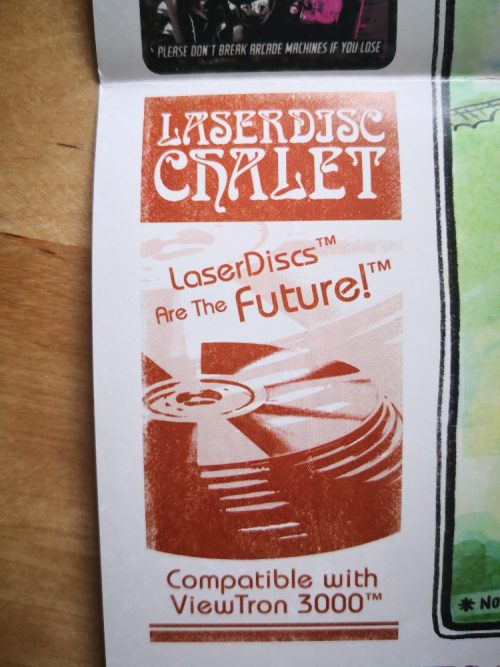 PLEASE DON'T BREAK ARCADE MACHINES IF YOU LOSE
LASERDISC
CHALET
LaserDiscs™
Are The Future!™
Compatible with
ViewTron 3000™
* No